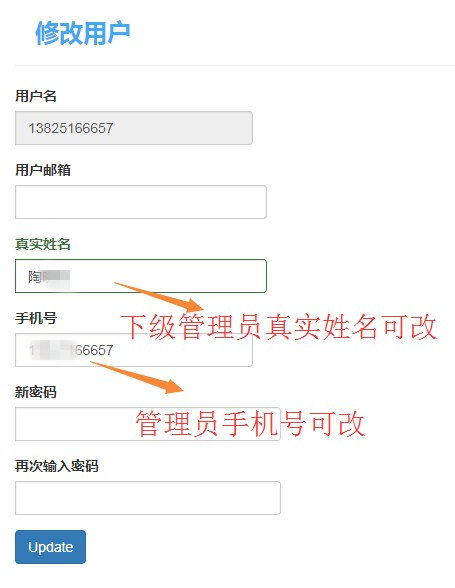 修改用户
用户名
13825166657
用户邮箱
真实姓名
陶
下级管理员真实姓名可改
手机号
66657
管理员手机号可改
新密码
再次输入密码
Update